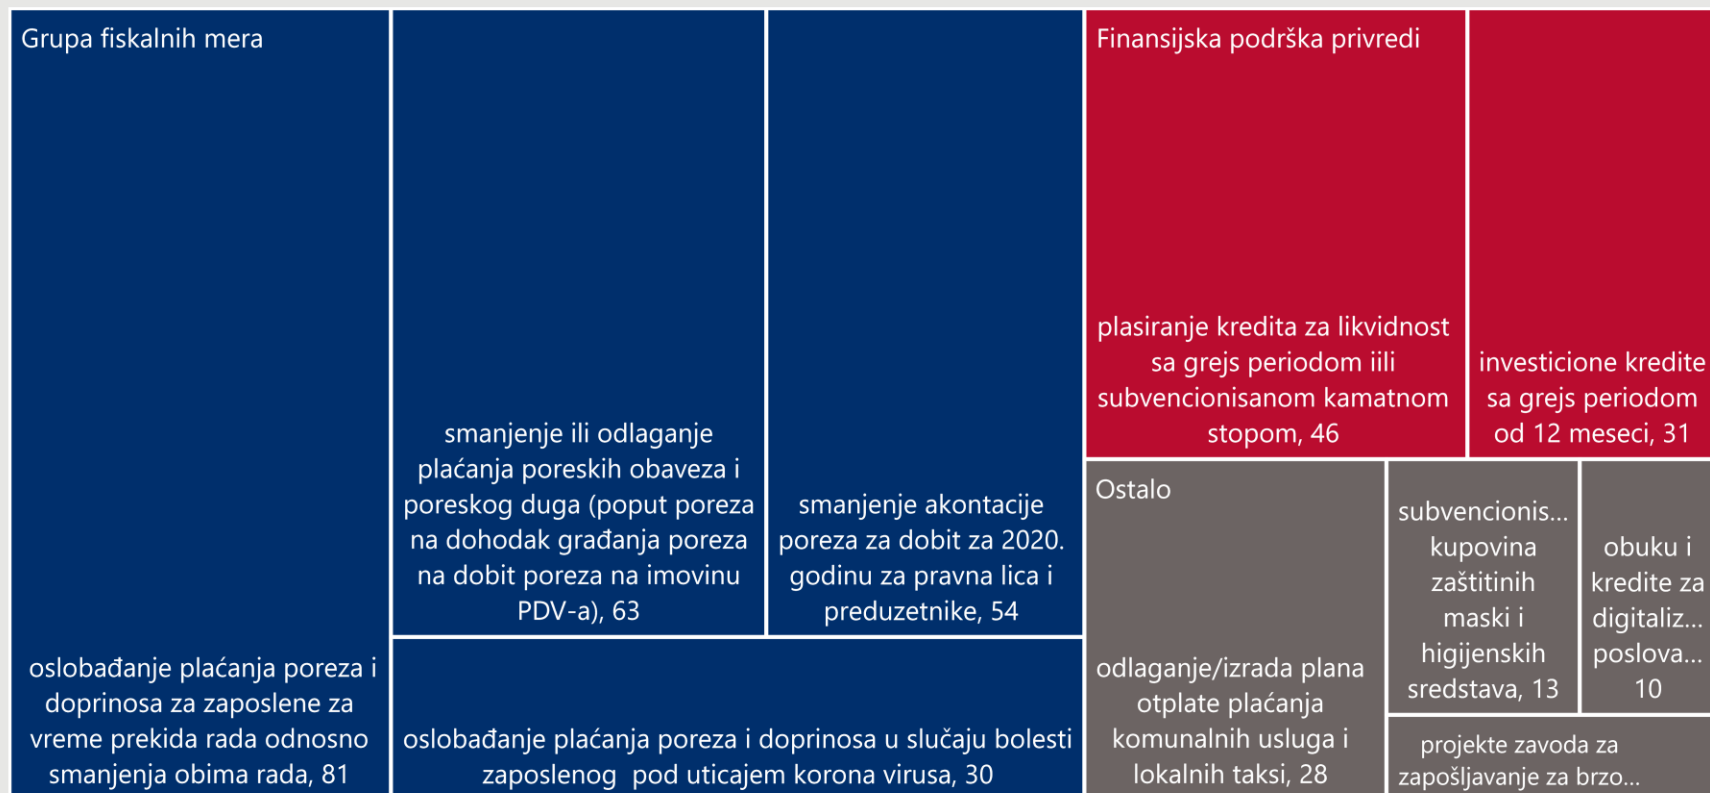 Grupa fiskalnih mera
oslobađanje plaćanja poreza i
doprinosa za zaposlene za
vreme prekida rada odnosno
smanjenja obima rada, 81
smanjenje ili odlaganje
plaćanja poreskih obaveza i
poreskog duga (poput poreza
na dohodak građanja poreza
na dobit poreza na imovinu
PDV-a), 63
smanjenje akontacije
poreza za dobit za 2020.
godinu za pravna lica i
preduzetnike, 54
oslobađanje plaćanja poreza i doprinosa u slučaju bolesti
zaposlenog  pod uticajem korona virusa, 30
Finansijska podrška privredi
plasiranje kredita za likvidnost
sa grejs periodom iili
subvencionisanom kamatnom
stopom, 46
investicione kredite
sa grejs periodom
od 12 meseci, 31
Ostalo
odlaganje/izrada plana
otplate plaćanja
komunalnih usluga i
lokalnih taksi, 28
subvencionis...
kupovina
zaštitinih
maski i
higijenskih
sredstava, 13
obuku i
kredite za
digitaliz...
poslova...
10
projekte zavoda za
zapošljavanje za brzo...